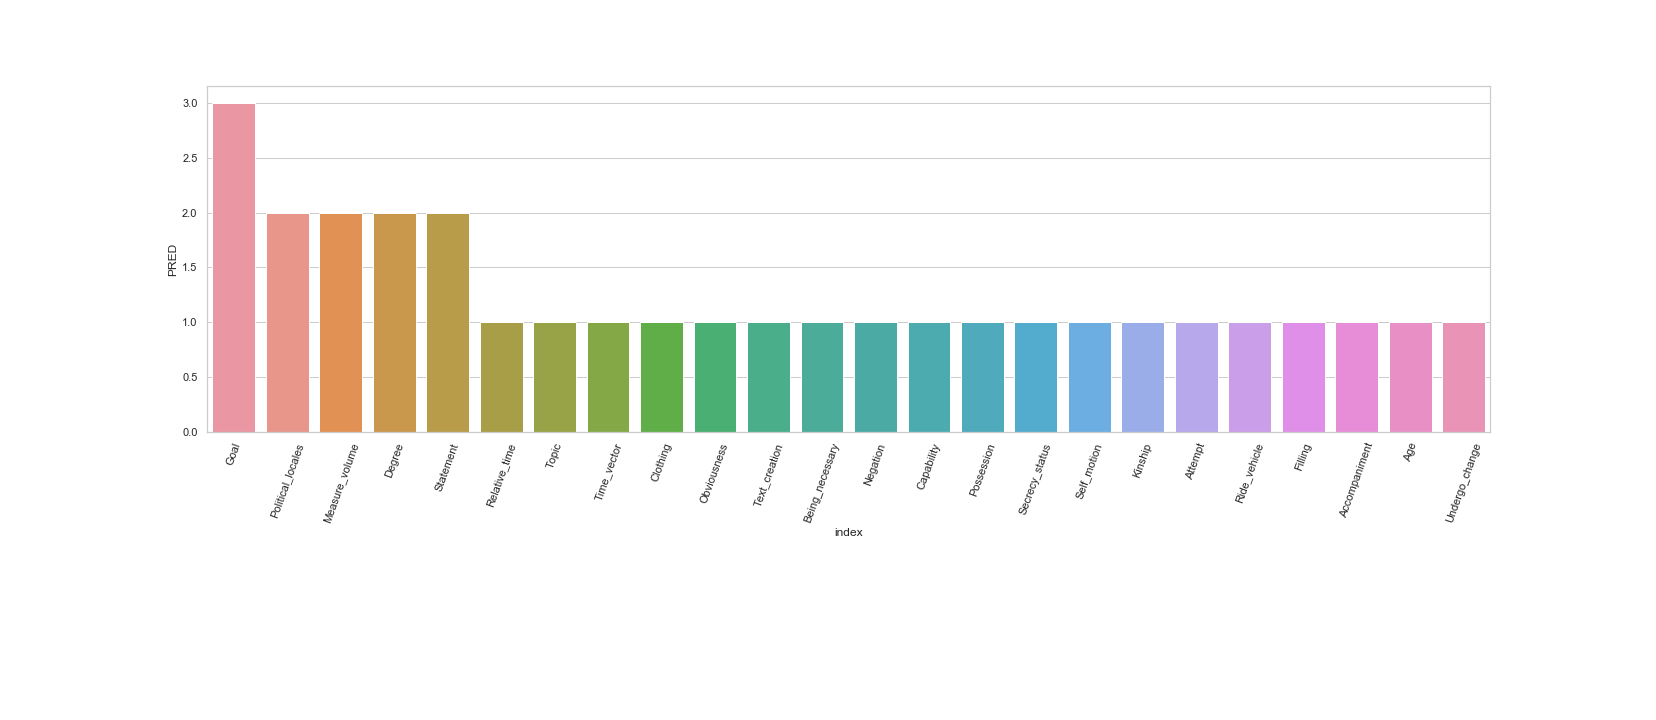 3.0
2.5
2.0
1.5
1.0
0.5
0.0
PRED
Goal
Political_locales
Measure_volume
Degree
Statement
Relative_time
Topic
Time_vector
Clothing
Obviousness
Text_creation
Being_necessary
Negation
Capability
Possession
Secrecy_status
Self_motion
Kinship
Attempt
Ride_vehicle
Filling
Accompaniment
Age
Undergo_change
index